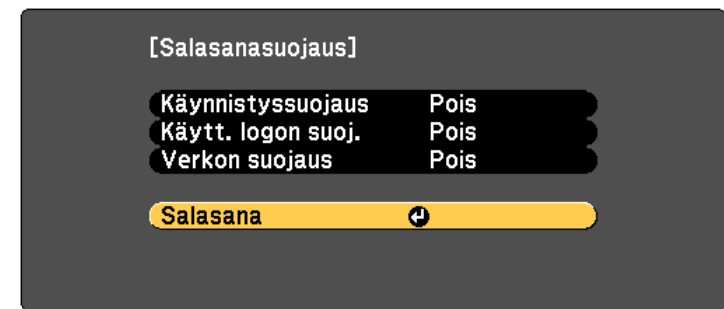 [Salasanasuojaus]
Käynnistyssuojaus Pois
Käytt. logon suoj. Pois
Verkon suojaus Pois
Salasana